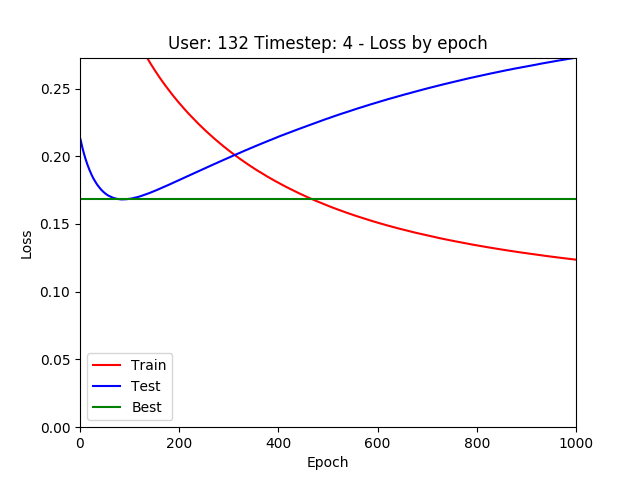 User: 132 Timestep: 4 - Loss by epoch
Loss
0.25
0.20
0.15
0.10
0.05
0.00
Train
Test
Best
0 200 400 600 800 1000
Epoch